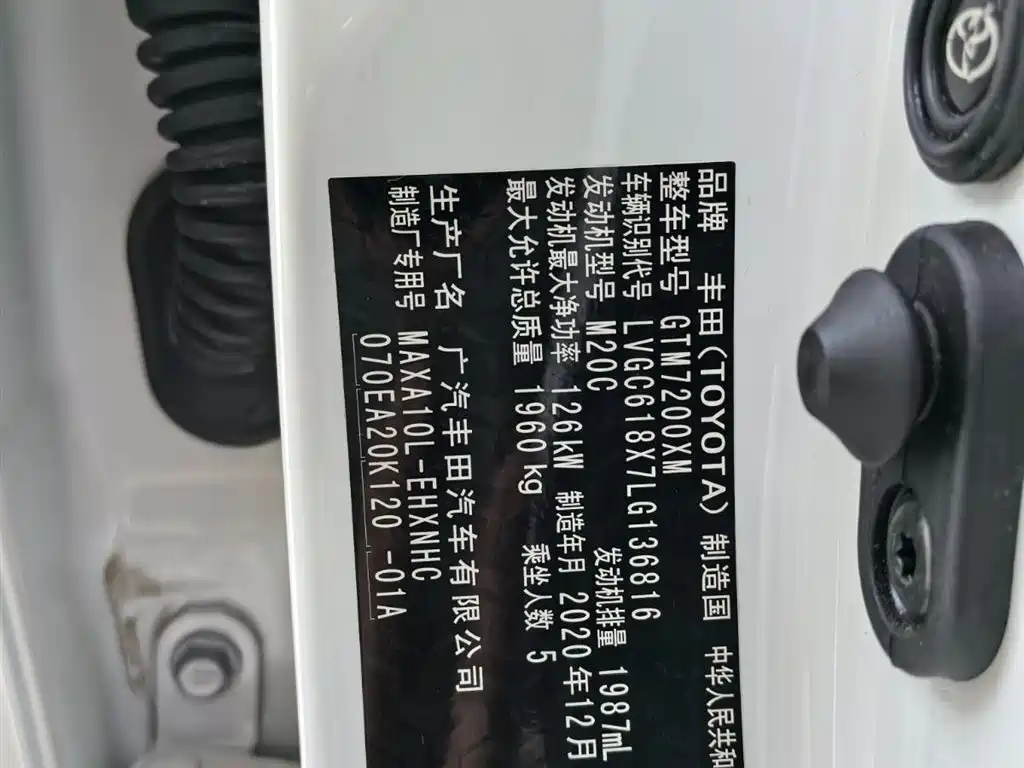 品牌 丰田(TOYOTA) 制造国 中华人民共和
整车型号 GTM7200XM
车辆识别代号 LVGC618X7LG136816
发动机型号 M20C 发动机排量 1987mL
发动机最大净功率 126kW 制造年月 2020年12月
最大允许总质量 1960kg 乘坐人数 5
生产厂名 广汽丰田汽车有限公司
制造厂专用号 MAXA10L-EHXNHC
070EA20K120-01A